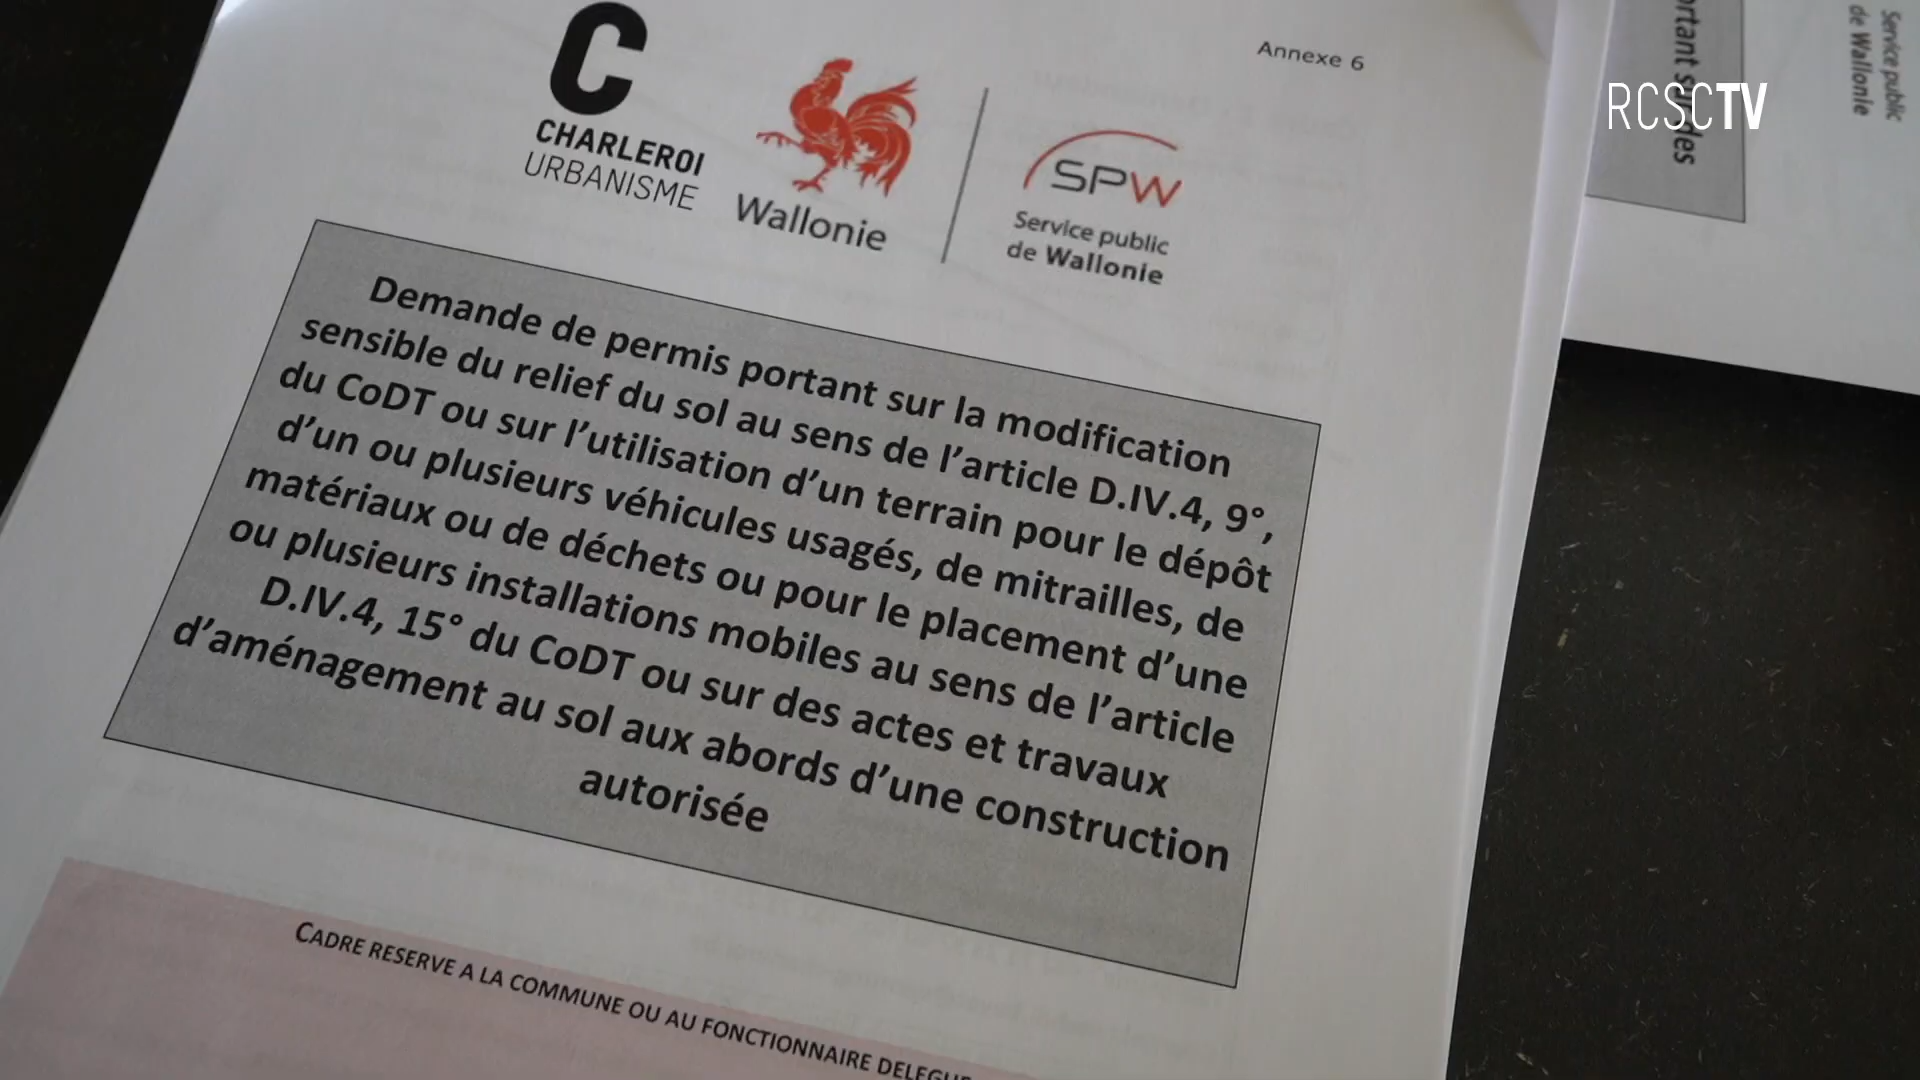 Annexe 6
C
CHARLEROI
URBANISME
Wallonie
SPW
Service public
de Wallonie
Demande de permis portant sur la modification
sensible du relief du sol au sens de l'article D.IV.4, 9°,
du CoDT ou sur l'utilisation d'un terrain pour le dépôt
d'un ou plusieurs véhicules usagés, de mitrailles, de
matériaux ou de déchets ou pour le placement d'une
ou plusieurs installations mobiles au sens de l'article
D.IV.4, 15° du CoDT ou sur des actes et travaux
d'aménagement au sol aux abords d'une construction
autorisée
CADRE RESERVE A LA COMMUNE OU AU FONCTIONNAIRE DELEGUE
RCSCTV
Service public
de Wallonie